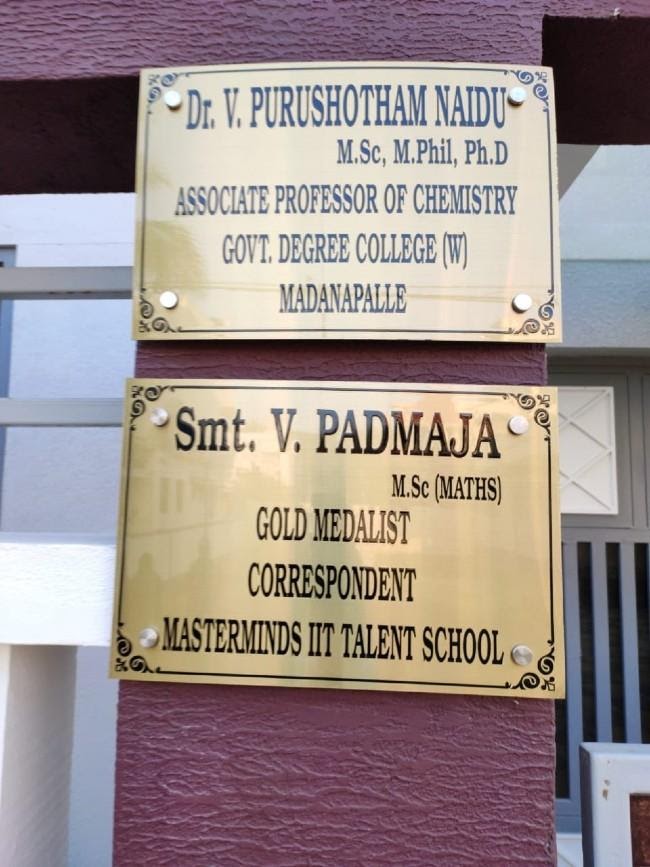 Dr. V. PURUSHOTHAM NAIDU
M.Sc, M.Phil, Ph.D
ASSOCIATE PROFESSOR OF CHEMISTRY
GOVT. DEGREE COLLEGE (W)
MADANAPALLE
Smt. V. PADMAJA
M.Sc (MATHS)
GOLD MEDALIST
CORRESPONDENT
MASTERMINDS IIT TALENT SCHOOL